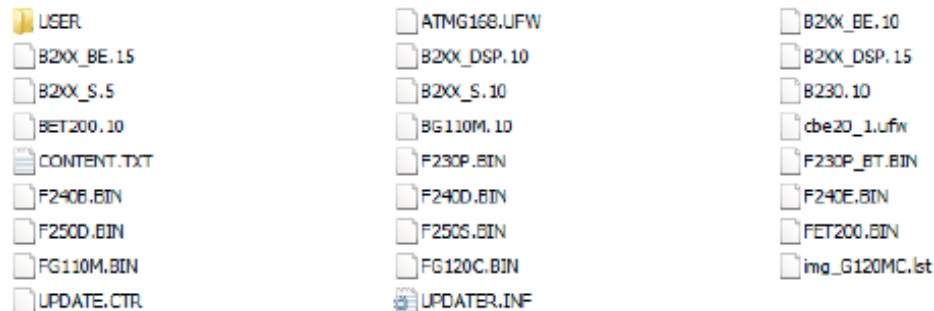 USER ATMG168.UFW B2XX_BE.10
B2XX_BE.15 B2XX_DSP.10 B2XX_DSP.15
B2XX_S.5 B2XX_S.10 B230.10
BET200.10 BG110M.10 cbe20_1.ufw
CONTENT.TXT F230P.BIN F230P_BT.BIN
F240B.BIN F240D.BIN F240E.BIN
F250D.BIN F250S.BIN FET200.BIN
FG110M.BIN FG120C.BIN img_G120MC.lst
UPDATE.CTR UPDATER.INF